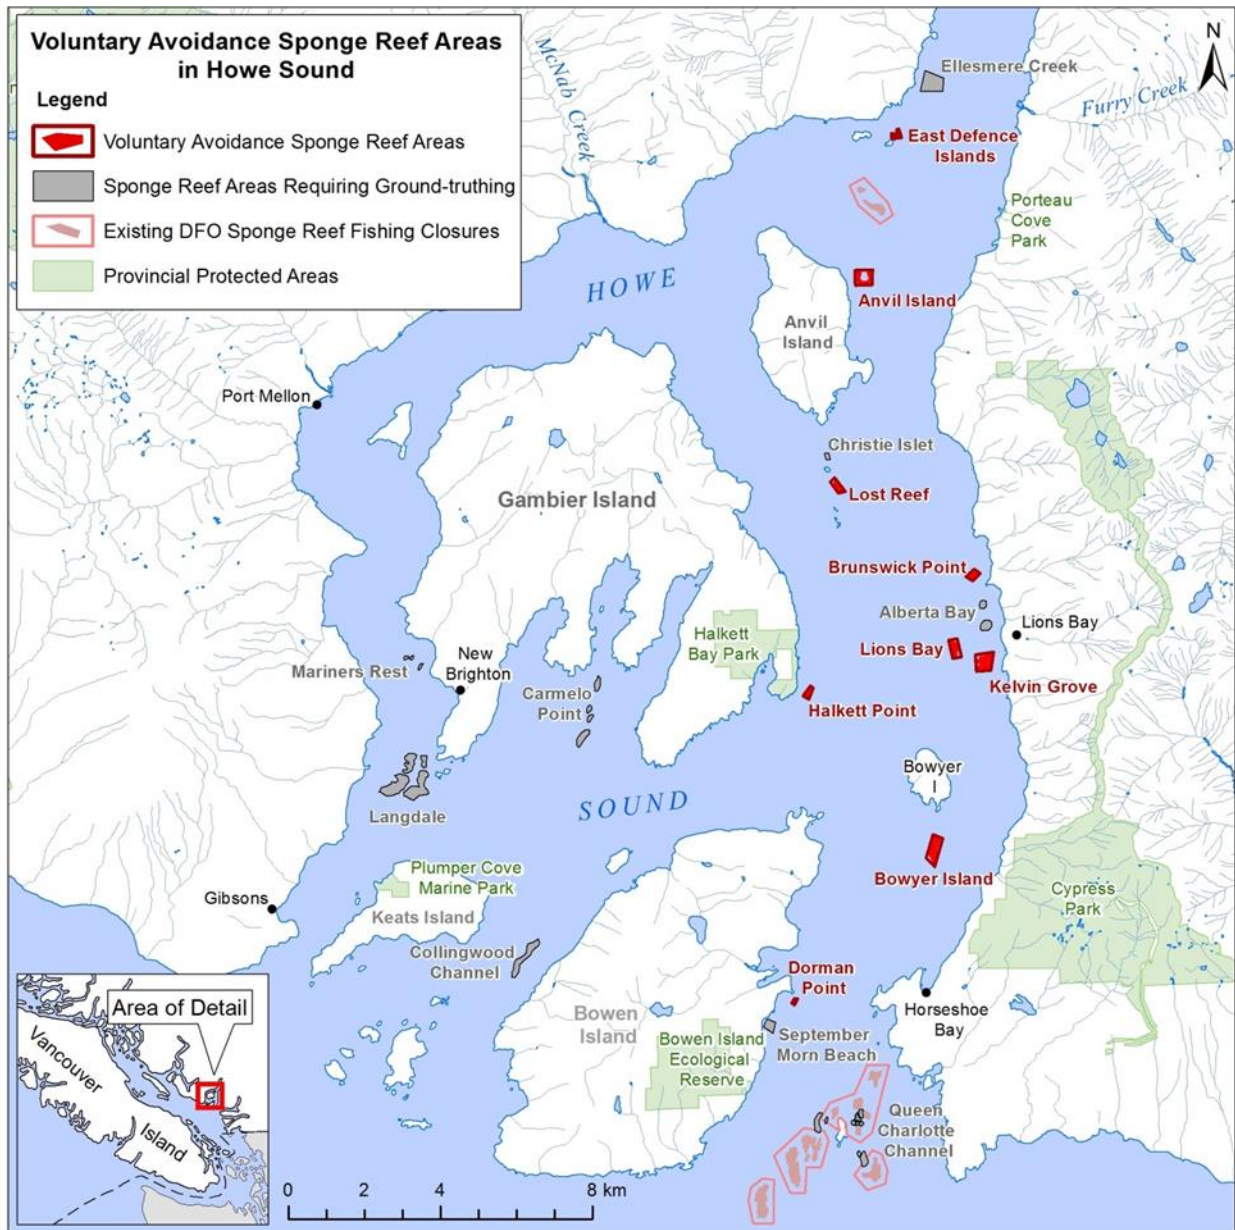 Voluntary Avoidance Sponge Reef Areas
in Howe Sound
Legend
Voluntary Avoidance Sponge Reef Areas
Sponge Reef Areas Requiring Ground-truthing
Existing DFO Sponge Reef Fishing Closures
Provincial Protected Areas
McNab Creek
Ellesmere Creek
N
Furry Creek
East Defence
Islands
Porteau
Cove
Park
HOWE
Anvil Island
Anvil
Island
Port Mellon
Christie Islet
Gambier Island
Lost Reef
Brunswick Point
Alberta Bay
Lions Bay
Halkett
Bay Park
Lions Bay
Mariners Rest
New
Brighton
Carmelo
Point
Kelvin Grove
Halkett Point
Bowyer
I
SOUND
Langdale
Plumper Cove
Marine Park
Bowyer Island
Cypress
Park
Gibsons
Keats Island
Collingwood
Channel
Dorman
Point
Horseshoe
Bay
Bowen
Island
September
Morn Beach
Bowen Island
Ecological
Reserve
Queen
Charlotte
Channel
Area of Detail
Vancouver
Island
0 2 4 8 km